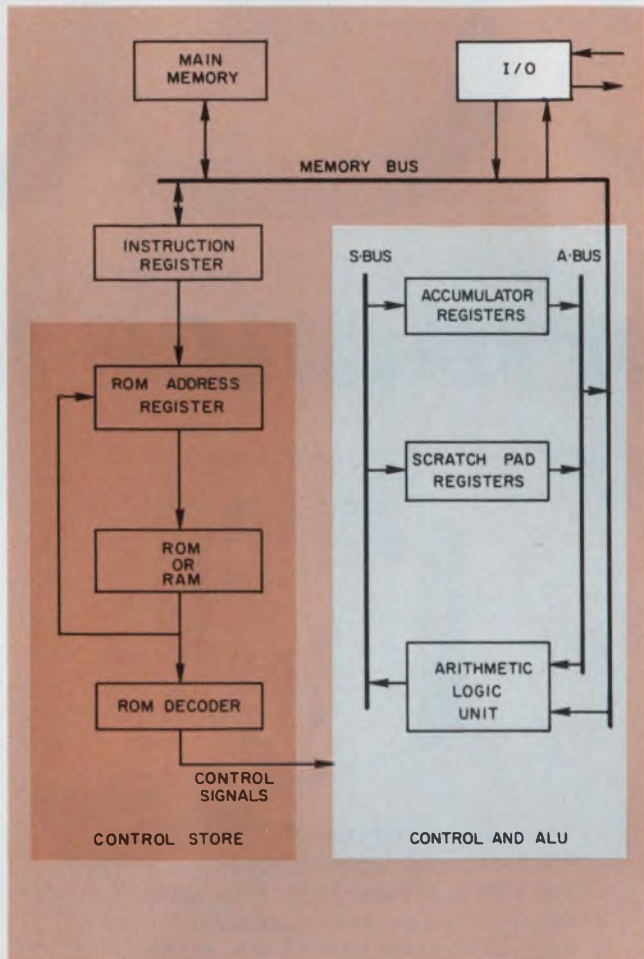 MAIN
MEMORY
I/O
MEMORY BUS
INSTRUCTION
REGISTER
S-BUS
A-BUS
ACCUMULATOR
REGISTERS
ROM ADDRESS
REGISTER
SCRATCH PAD
REGISTERS
ROM
OR
RAM
ARITHMETIC
LOGIC
UNIT
ROM DECODER
CONTROL
SIGNALS
CONTROL STORE
CONTROL AND ALU